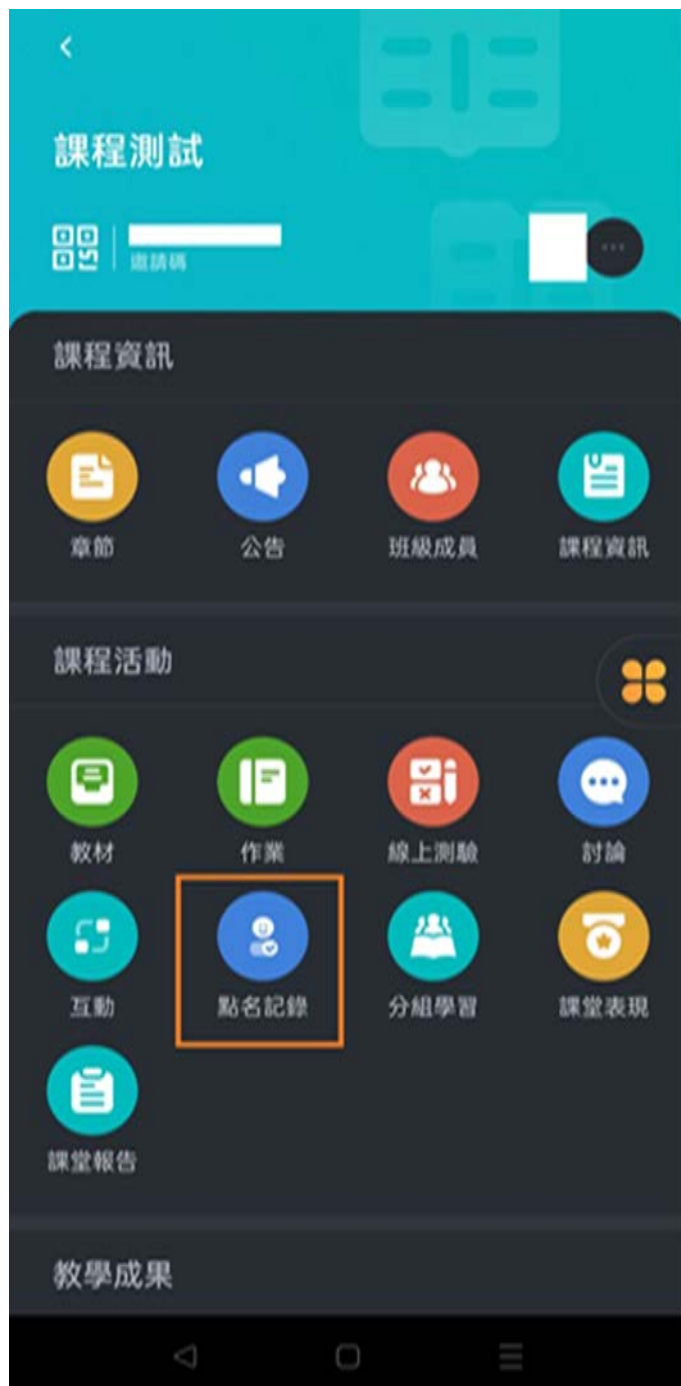 課程測試
邀請碼
課程資訊
章節 公告 班級成員 課程資訊
課程活動
教材 作業 線上測驗 討論
互動 點名記錄 分組學習 課堂表現
課堂報告
教學成果